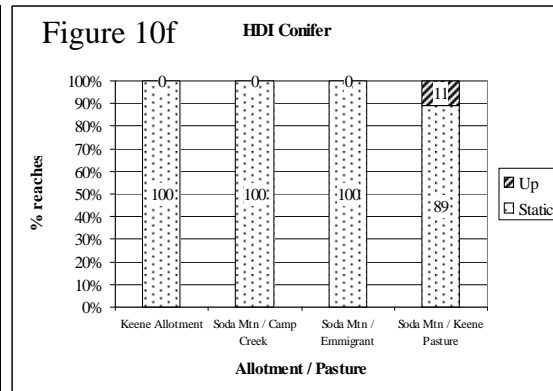 Figure 10f
HDI Conifer
% reaches
100%
90%
80%
70%
60%
50%
40%
30%
20%
10%
0%
0
0
0
11
100
100
100
89
Up
Static
Keene Allotment
Soda Mtn / Camp
Creek
Soda Mtn /
Emmigrant
Soda Mtn / Keene
Pasture
Allotment / Pasture